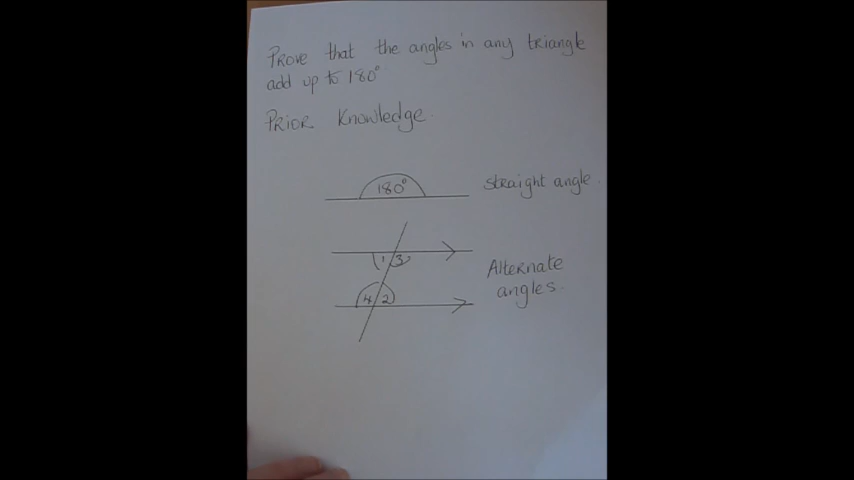 Prove that the angles in any triangle
add up to 180°
Prior Knowledge.
180°
straight angle.
1 3
4 2
Alternate
angles.